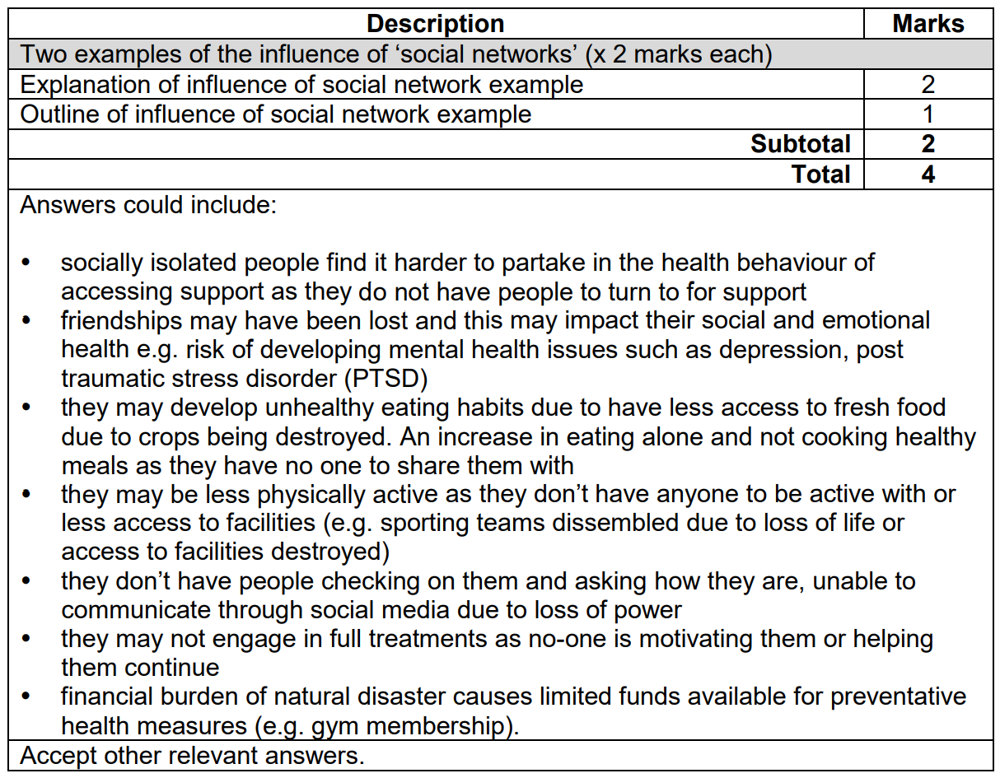 Description Marks
Two examples of the influence of ‘social networks’ (x 2 marks each)
Explanation of influence of social network example 2
Outline of influence of social network example 1
Subtotal 2
Total 4
Answers could include:
• socially isolated people find it harder to partake in the health behaviour of
accessing support as they do not have people to turn to for support
• friendships may have been lost and this may impact their social and emotional
health e.g. risk of developing mental health issues such as depression, post
traumatic stress disorder (PTSD)
• they may develop unhealthy eating habits due to have less access to fresh food
due to crops being destroyed. An increase in eating alone and not cooking healthy
meals as they have no one to share them with
• they may be less physically active as they don’t have anyone to be active with or
less access to facilities (e.g. sporting teams dissembled due to loss of life or
access to facilities destroyed)
• they don’t have people checking on them and asking how they are, unable to
communicate through social media due to loss of power
• they may not engage in full treatments as no-one is motivating them or helping
them continue
• financial burden of natural disaster causes limited funds available for preventative
health measures (e.g. gym membership).
Accept other relevant answers.